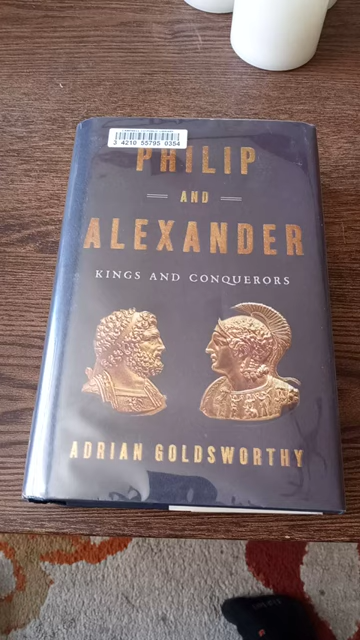 3 4210 55795 0354
PHILIP
AND
ALEXANDER
KINGS AND CONQUERORS
ADRIAN GOLDSWORTHY